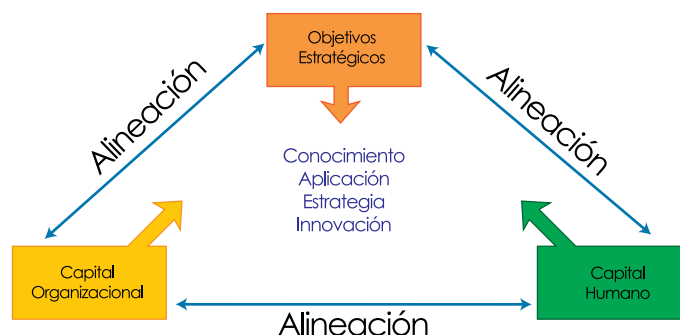 Objetivos
Estratégicos
Alineación
Alineación
Conocimiento
Aplicación
Estrategia
Innovación
Capital
Organizacional
Capital
Humano
Alineación